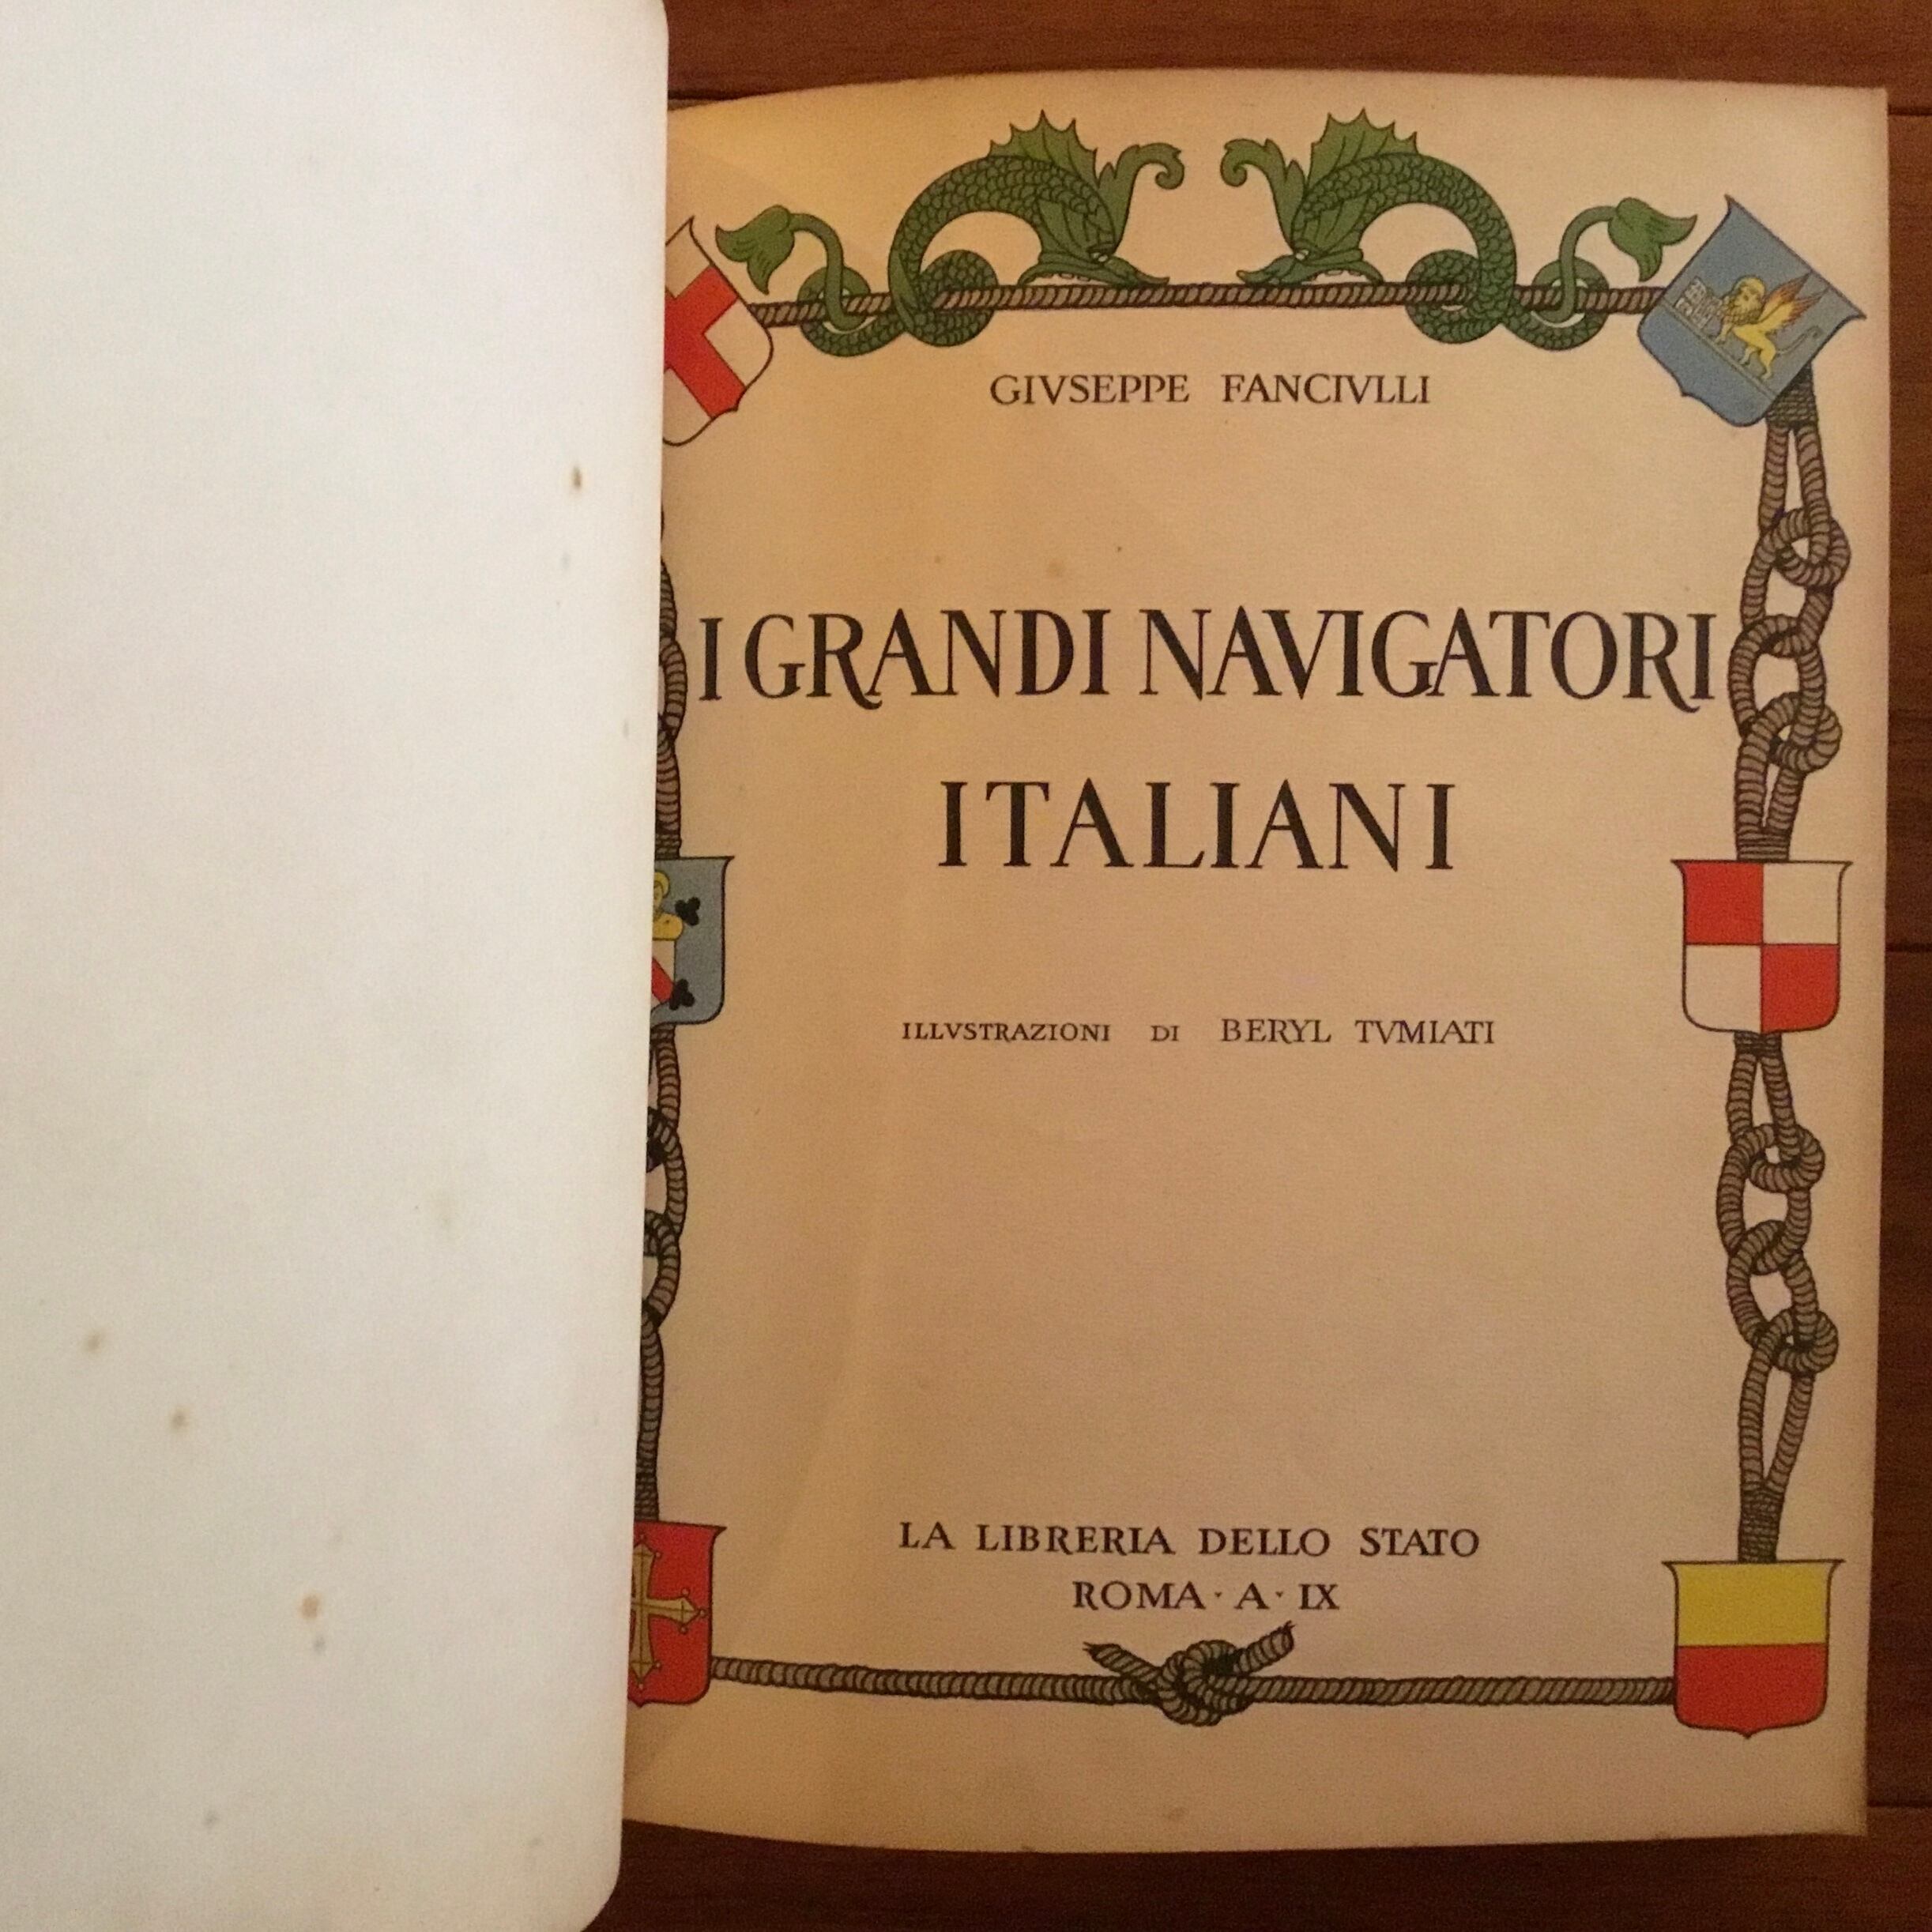 GIVSEPPE FANCIVLLI
I GRANDI NAVIGATORI
ITALIANI
ILLVSTRAZIONI DI BERYL TVMIATI
LA LIBRERIA DELLO STATO
ROMA · A · IX